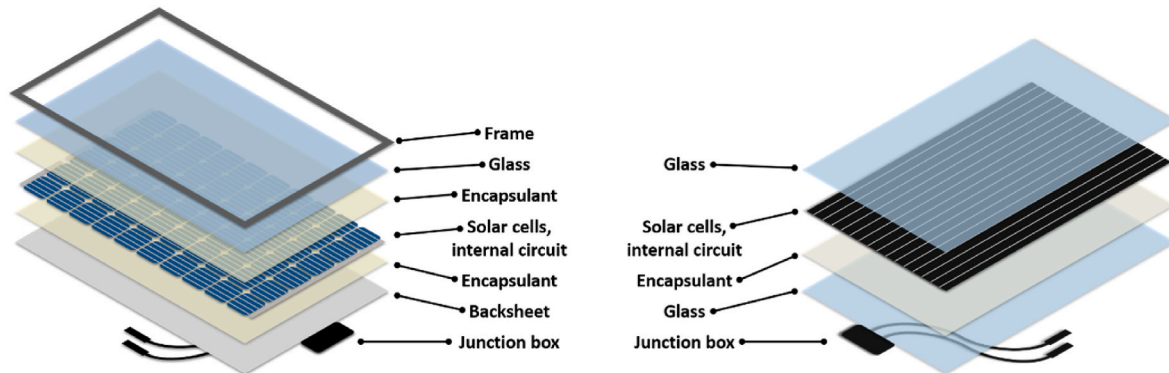 Frame
Glass
Encapsulant
Solar cells,
internal circuit
Encapsulant
Backsheet
Junction box
Glass
Solar cells,
internal circuit
Encapsulant
Glass
Junction box